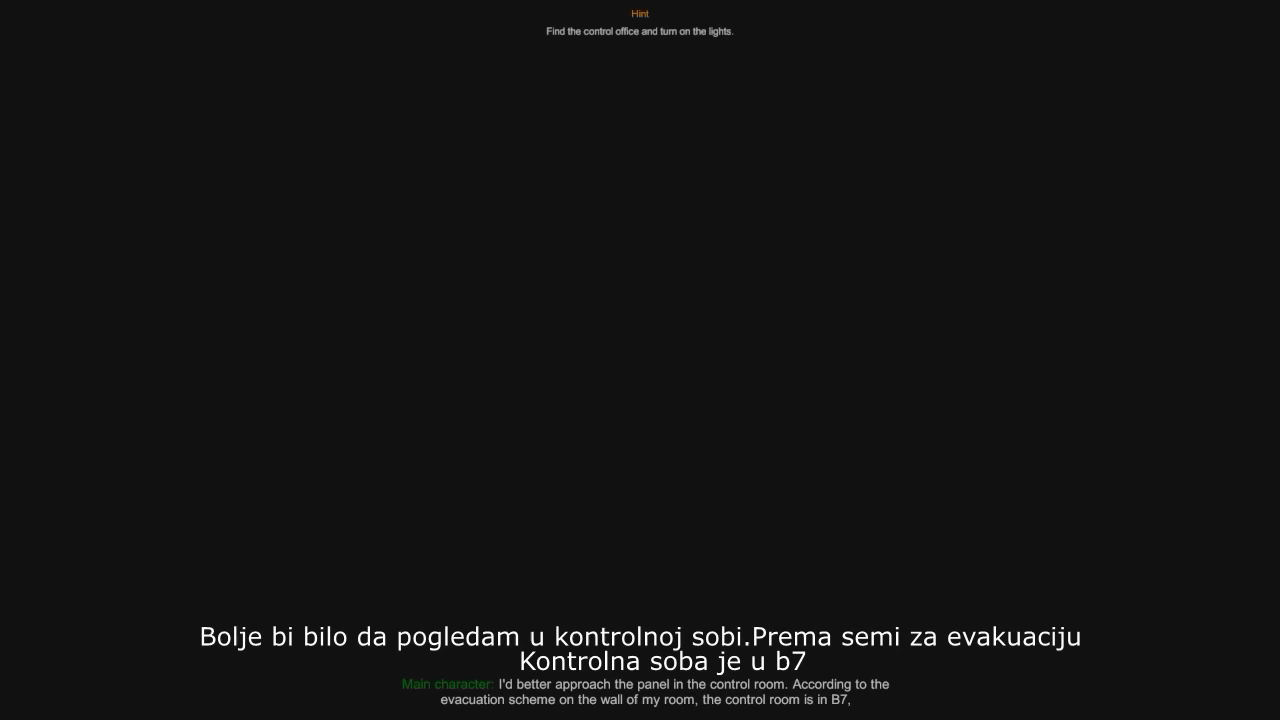 Hint
Find the control office and turn on the lights.
Bolje bi bilo da pogledam u kontrolnoj sobi.Prema semi za evakuaciju
Kontrolna soba je u b7
Main character: I'd better approach the panel in the control room. According to the
evacuation scheme on the wall of my room, the control room is in B7,